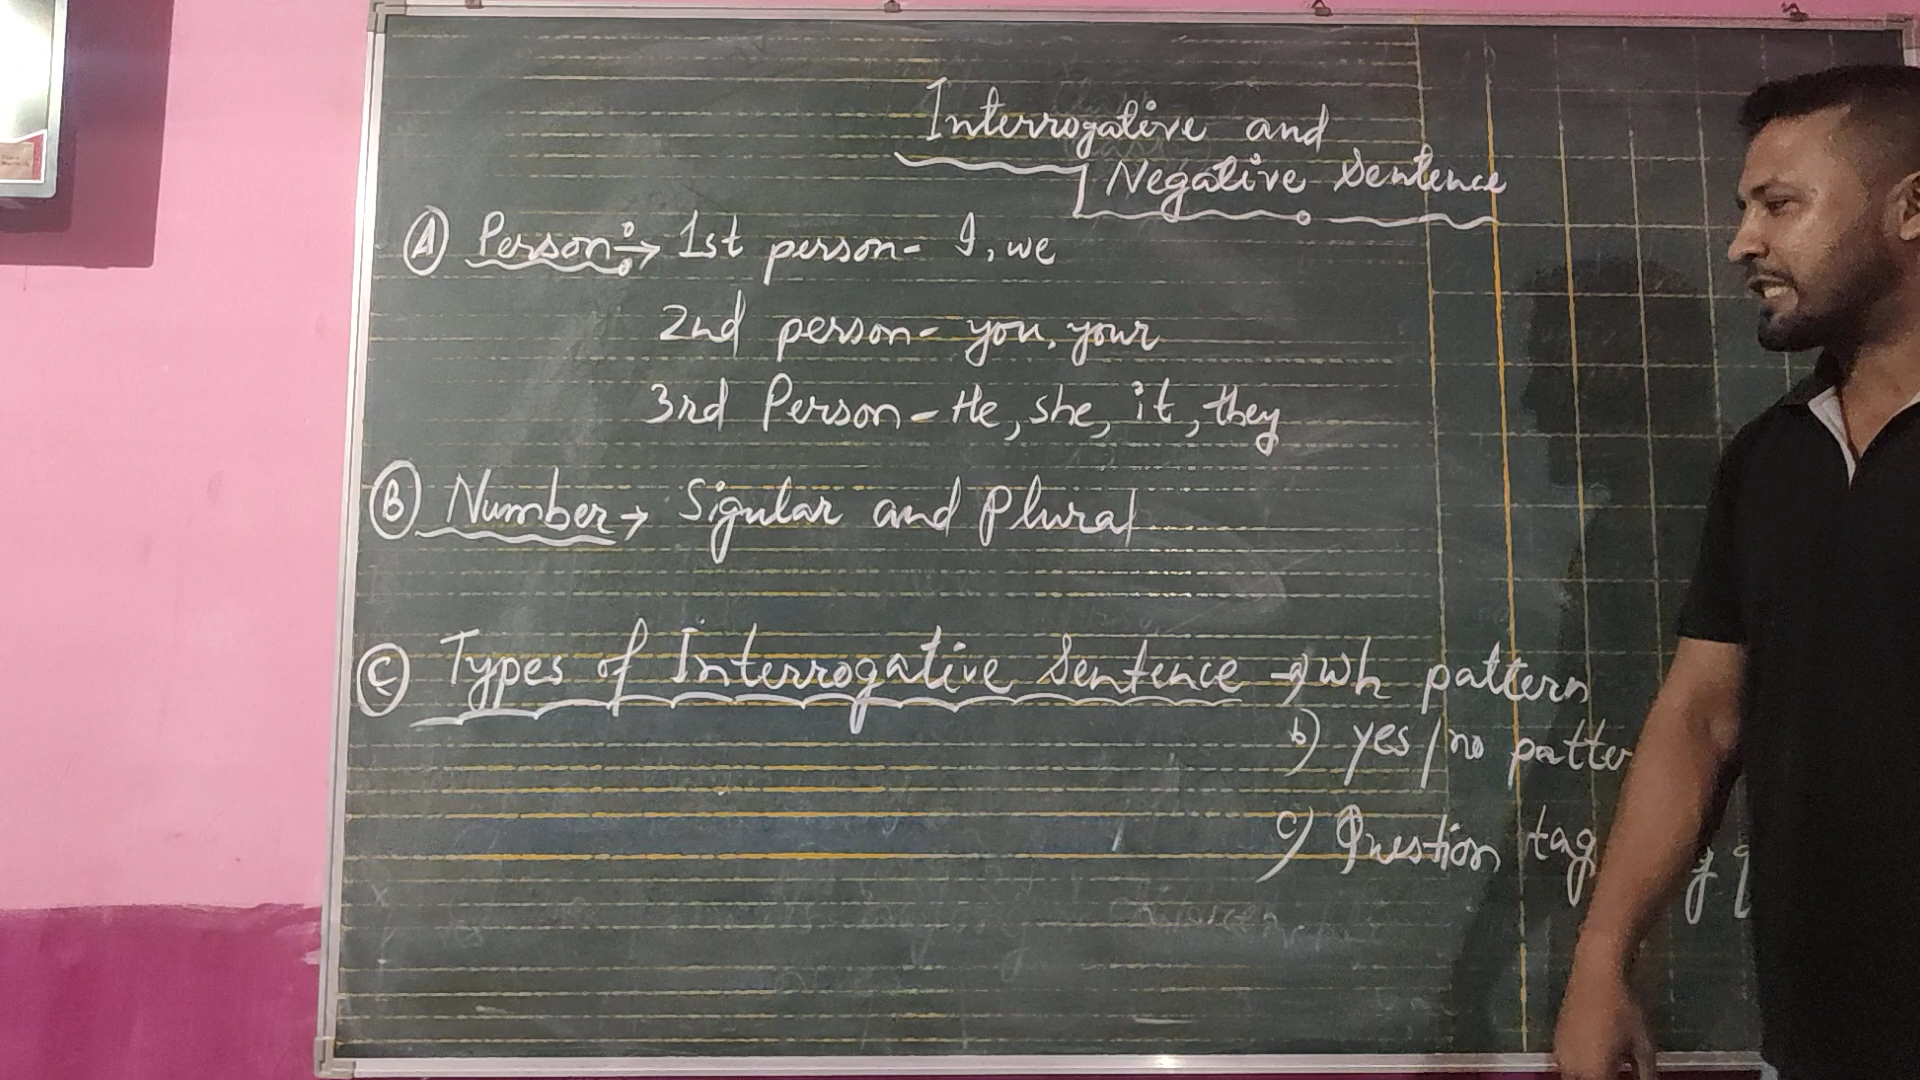 Interrogative and
Negative Sentence
(A) Person :→ 1st person - I, we
2nd person - you, your
3rd Person - He, she, it, they
(B) Number → Sigular and Plural
(C) Types of Interrogative Sentence → wh pattern
b) yes / no
c) Question tag